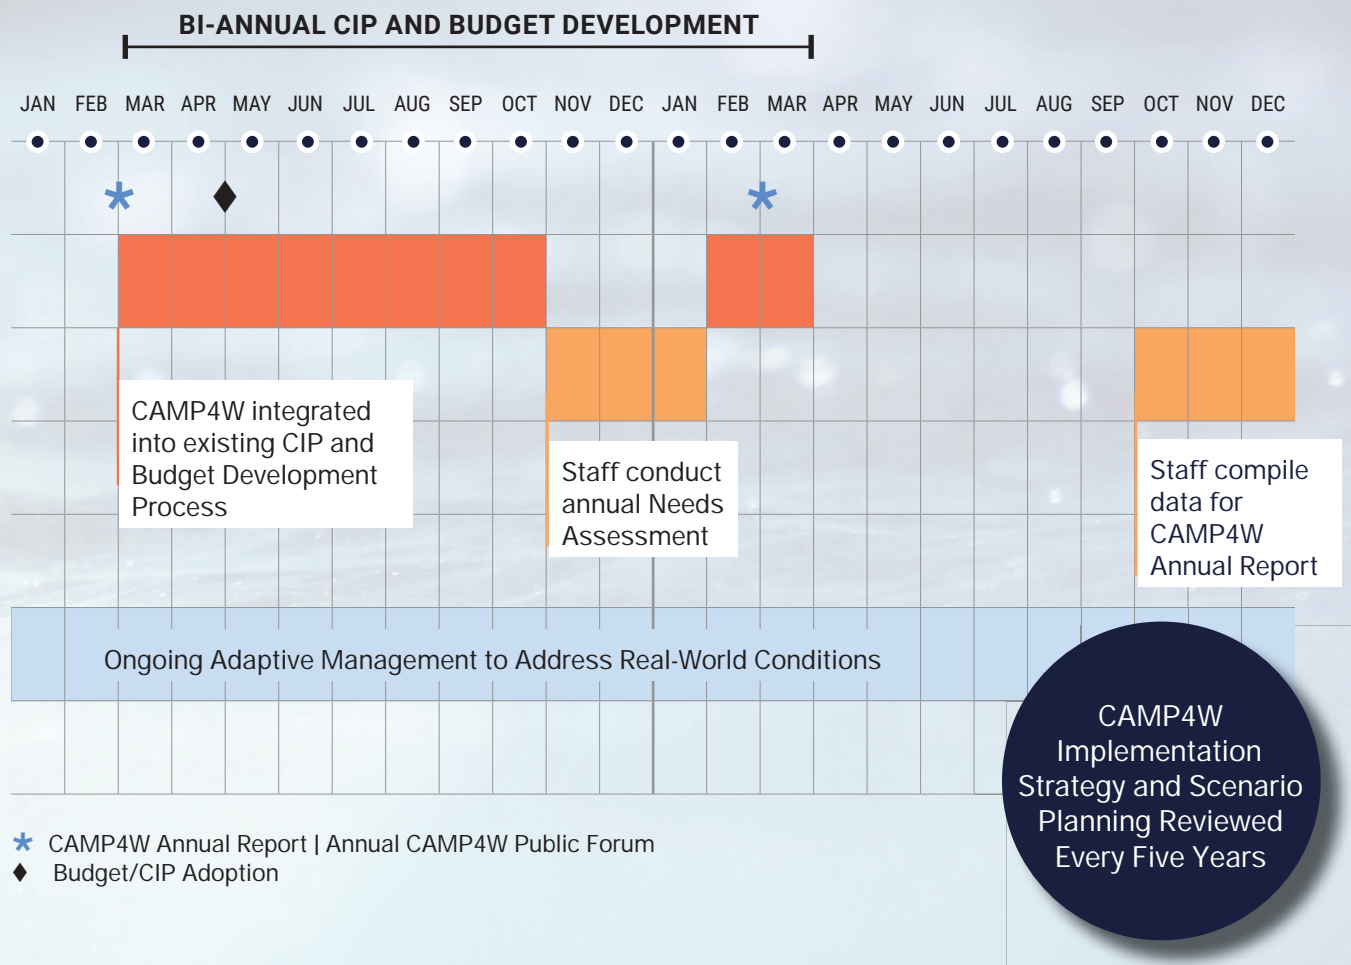 BI-ANNUAL CIP AND BUDGET DEVELOPMENT
JAN FEB MAR APR MAY JUN JUL AUG SEP OCT NOV DEC JAN FEB MAR APR MAY JUN JUL AUG SEP OCT NOV DEC
CAMP4W integrated
into existing CIP and
Budget Development
Process
Staff conduct
annual Needs
Assessment
Staff compile
data for
CAMP4W
Annual Report
Ongoing Adaptive Management to Address Real-World Conditions
CAMP4W
Implementation
Strategy and Scenario
Planning Reviewed
Every Five Years
CAMP4W Annual Report | Annual CAMP4W Public Forum
Budget/CIP Adoption